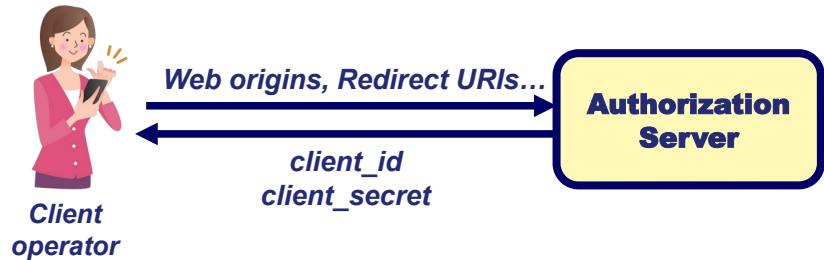 Web origins, Redirect URIs…
Authorization
Server
client_id
client_secret
Client
operator